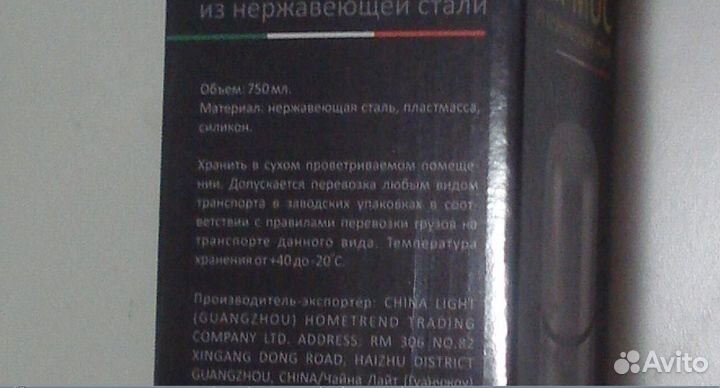 из нержавеющей стали
Объем: 750 мл.
Материал: нержавеющая сталь, пластмасса,
силикон.
Хранить в сухом проветриваемом помеще
нии. Допускается перевозка любым видом
транспорта в заводских упаковках в соот-
ветствии с правилами перевозки грузов на
транспорте данного вида. Температура
хранения от +40 до -20°С.
Производитель-экспортер: CHINA LIGHT
(GUANGZHOU) HOMETREND TRADING
COMPANY LTD. ADDRESS: RM 306 NO.82
XINGANG DONG ROAD, HAIZHU DISTRICT
GUANGZHOU, CHINA/Чайна Лайт (Гуанчжоу)
Avito